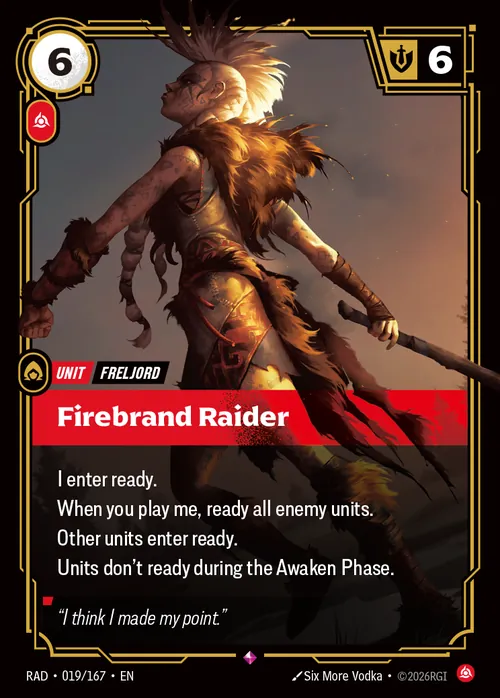 6
6
UNIT FRELJORD
Firebrand Raider
I enter ready.
When you play me, ready all enemy units.
Other units enter ready.
Units don't ready during the Awaken Phase.
“I think I made my point.”
RAD • 019/167 • EN
Six More Vodka • ©2026RGI